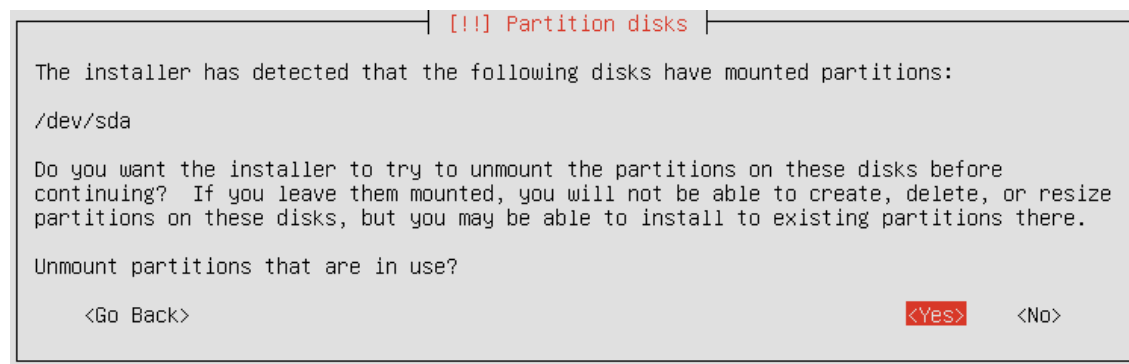 [!!] Partition disks
The installer has detected that the following disks have mounted partitions:
/dev/sda
Do you want the installer to try to unmount the partitions on these disks before
continuing?  If you leave them mounted, you will not be able to create, delete, or resize
partitions on these disks, but you may be able to install to existing partitions there.
Unmount partitions that are in use?
<Go Back> <Yes> <No>